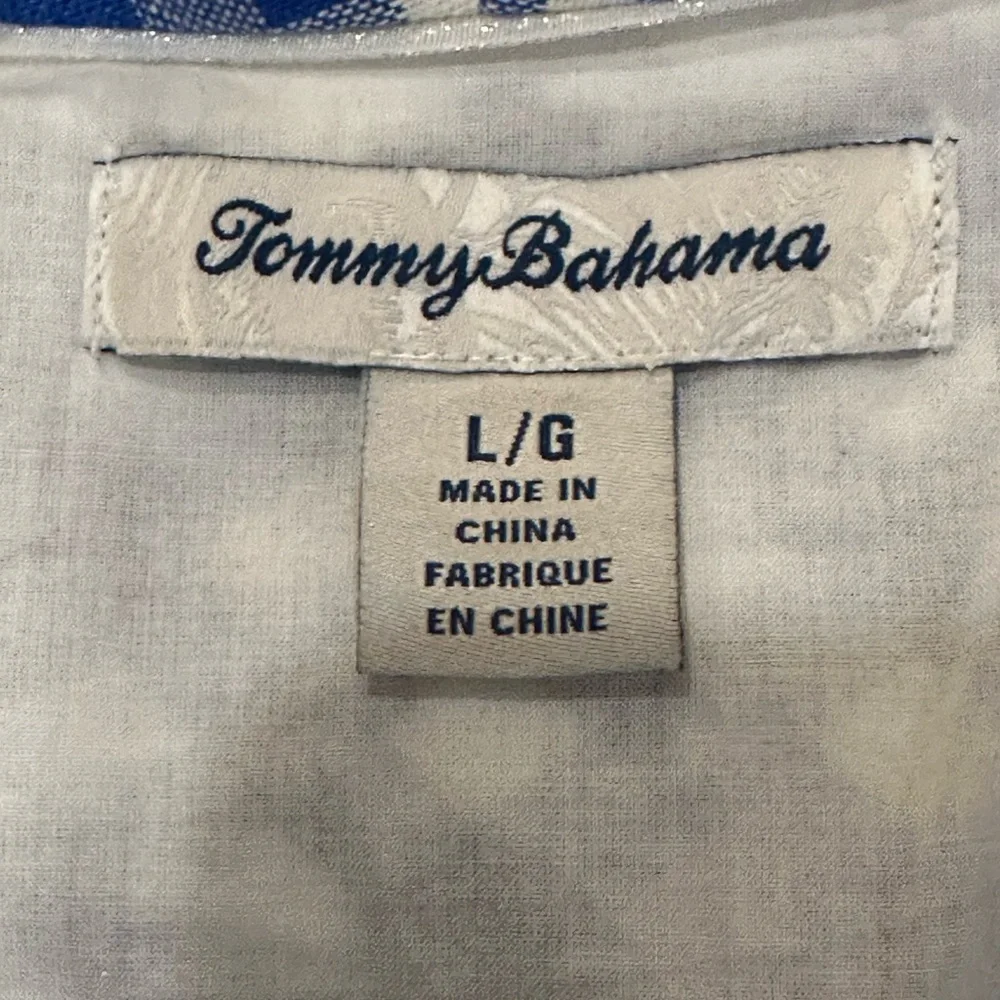 Tommy Bahama
L/G
MADE IN
CHINA
FABRIQUE
EN CHINE